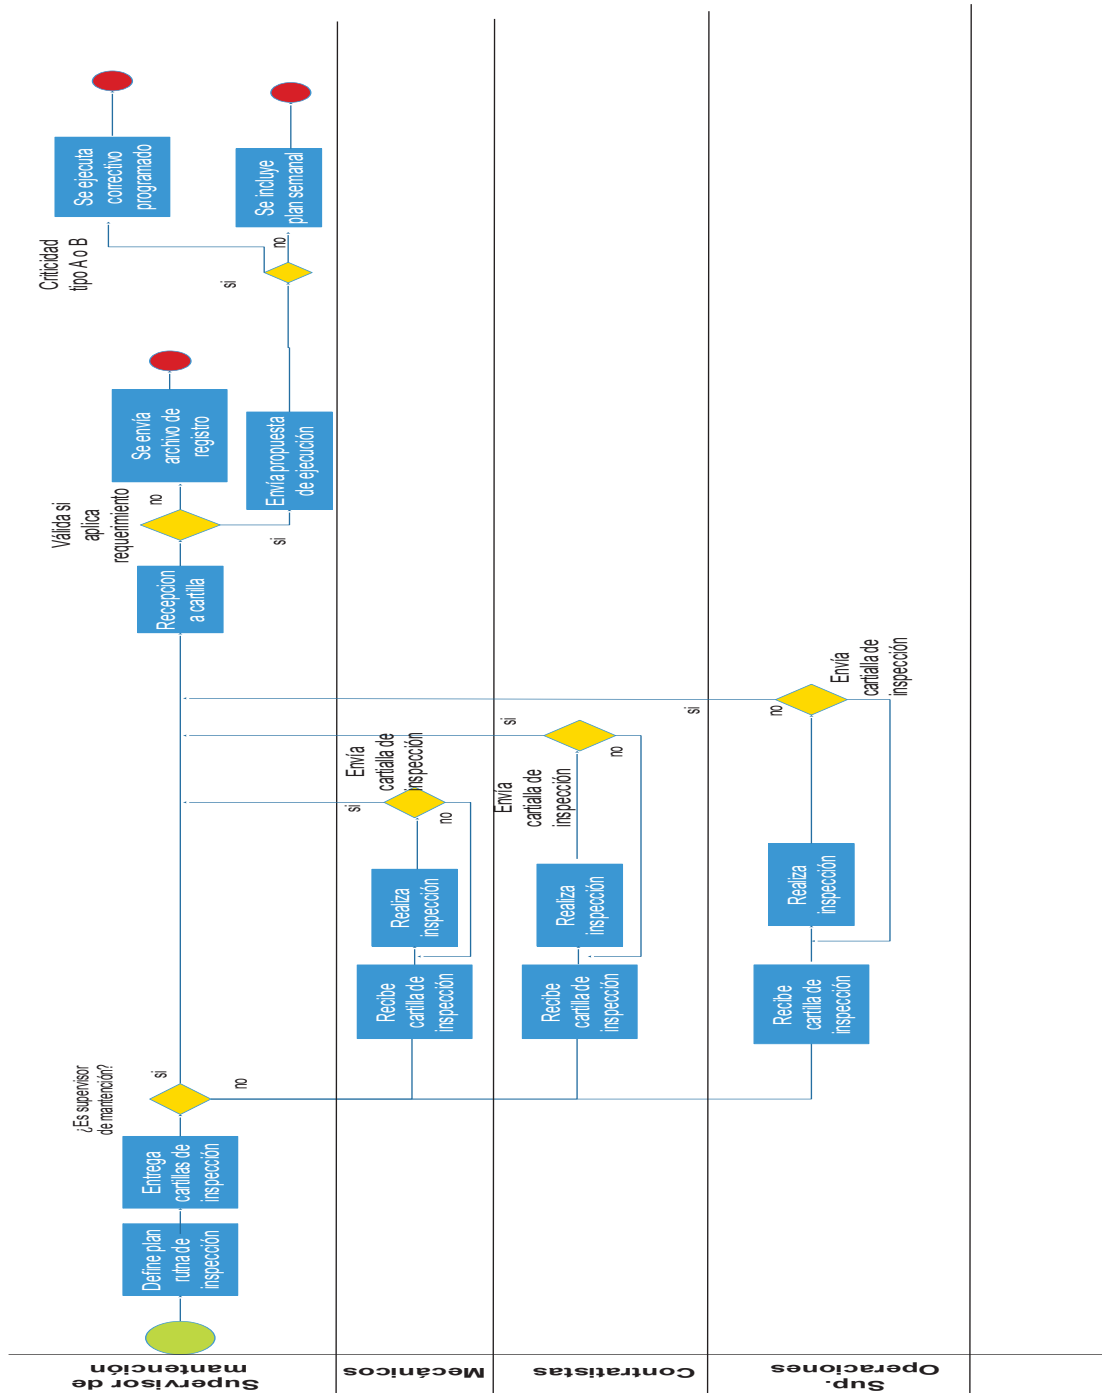 Supervisor de
mantención
Define plan
rutna de
inspección
Entrega
cartillas de
inspección
¿Es supervisor
de mantención?
si
no
Recepcion
a cartilla
Válida si
aplica
requerimiento
no
si
Se envía
archivo de
registro
Envía propuesta
de ejecución
Criticidad
tipo A o B
si
no
Se ejecuta
correctivo
programado
Se incluye
plan semanal
Mecánicos
Recibe
cartilla de
inspección
Realiza
inspección
Envía
cartialla de
inspección
si
no
Contratistas
Recibe
cartilla de
inspección
Realiza
inspección
Envía
cartialla de
inspección
si
no
Sup.
Operaciones
Recibe
cartilla de
inspección
Realiza
inspección
Envía
cartialla de
inspección
si
no